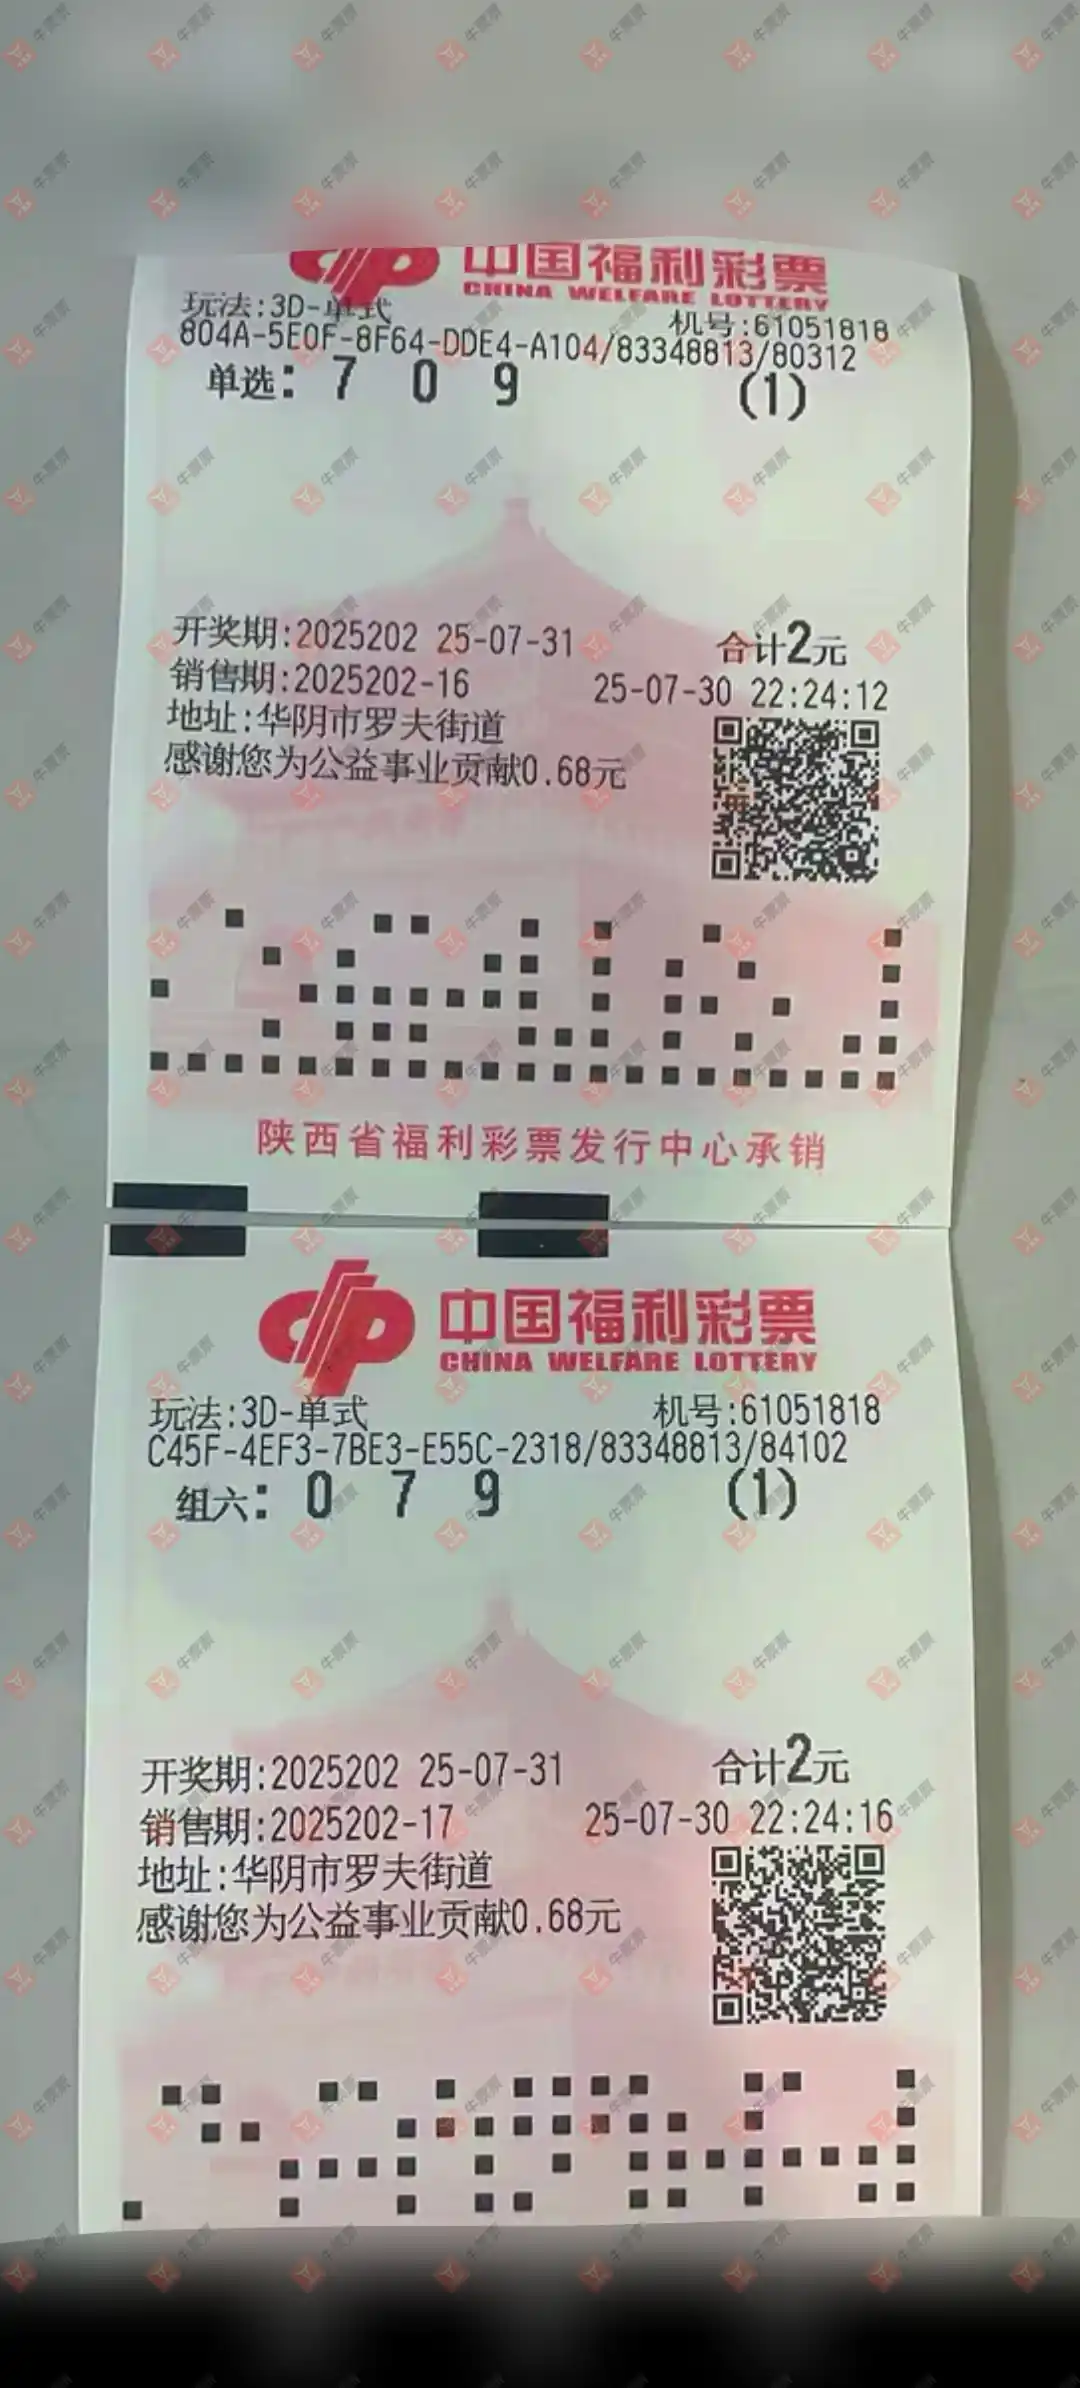 中国福利彩票
CHINA WELFARE LOTTERY
玩法:3D-单式 机号:61051818
804A-5E0F-8F64-DDE4-A104/83348813/80312
单选: 7 0 9 (1)
开奖期:2025202 25-07-31 合计2元
销售期:2025202-16 25-07-30 22:24:12
地址:华阴市罗夫街道
感谢您为公益事业贡献0.68元
陕西省福利彩票发行中心承销
中国福利彩票
CHINA WELFARE LOTTERY
玩法:3D-单式 机号:61051818
C45F-4EF3-7BE3-E55C-2318/83348813/84102
组六: 0 7 9 (1)
开奖期:2025202 25-07-31 合计2元
销售期:2025202-17 25-07-30 22:24:16
地址:华阴市罗夫街道
感谢您为公益事业贡献0.68元